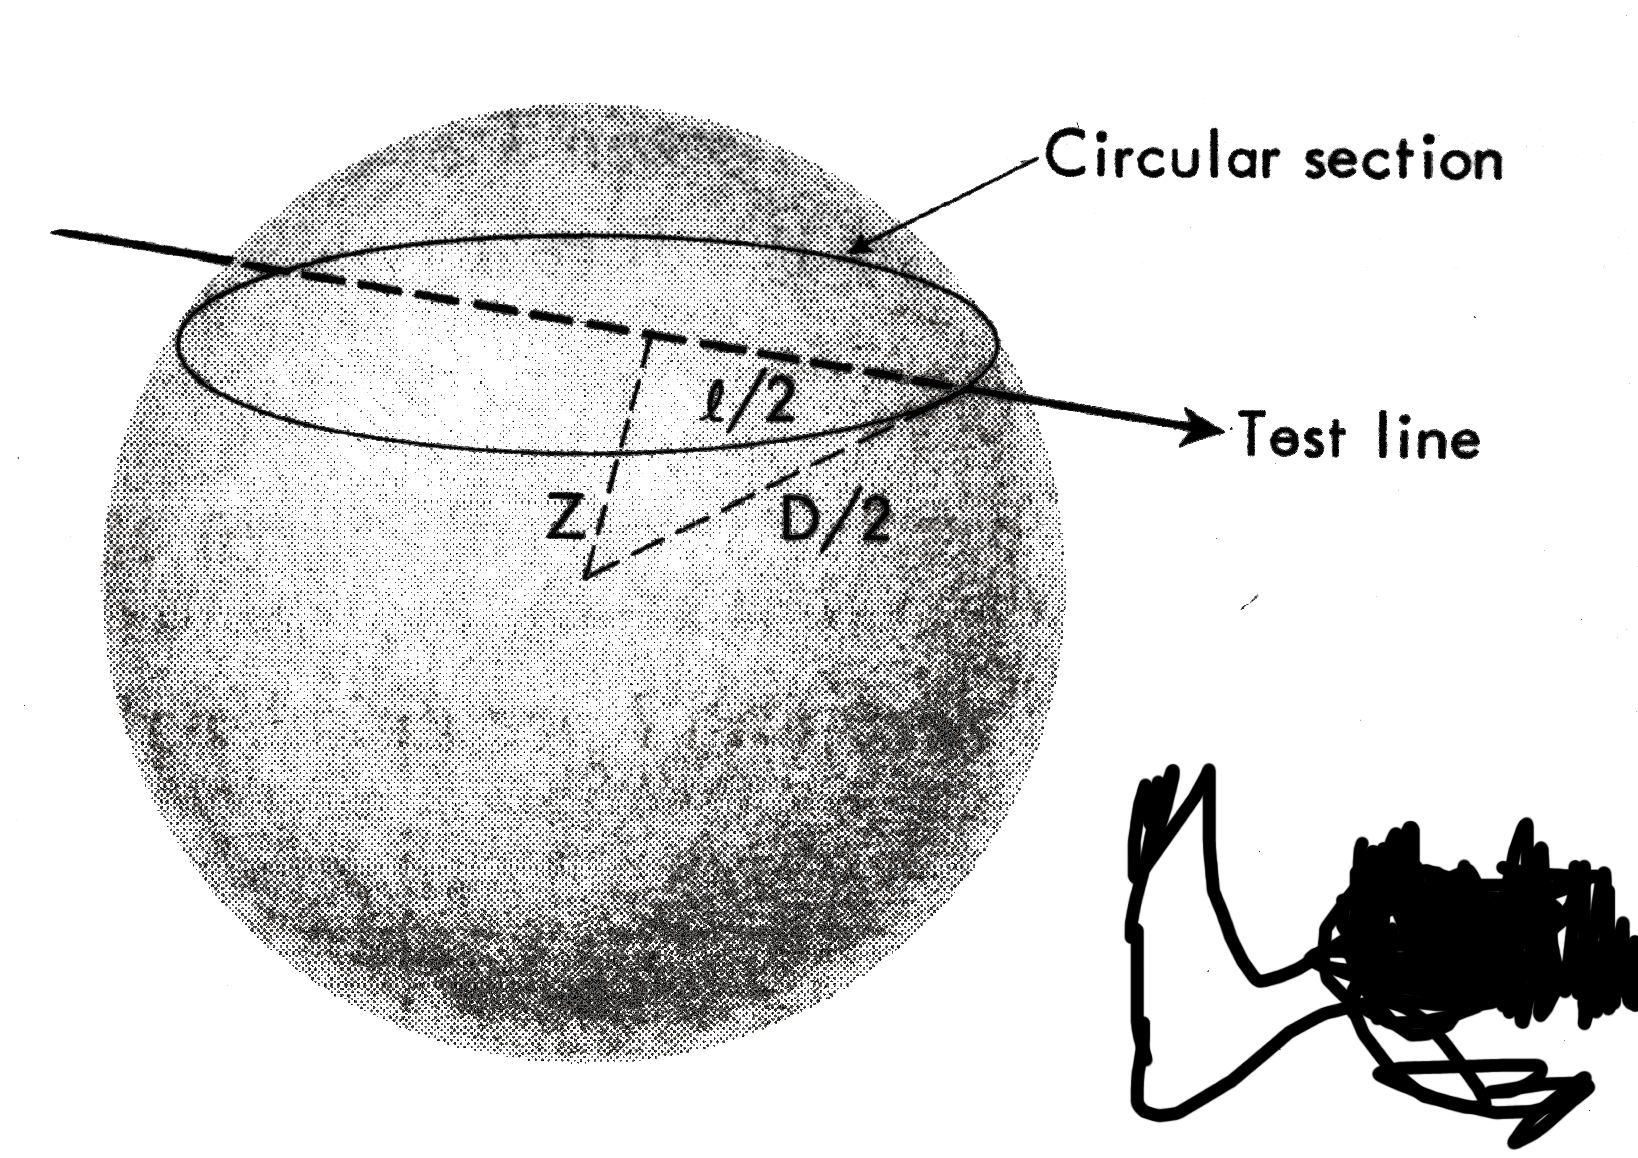 Circular section
ℓ/2
Test line
Z
D/2